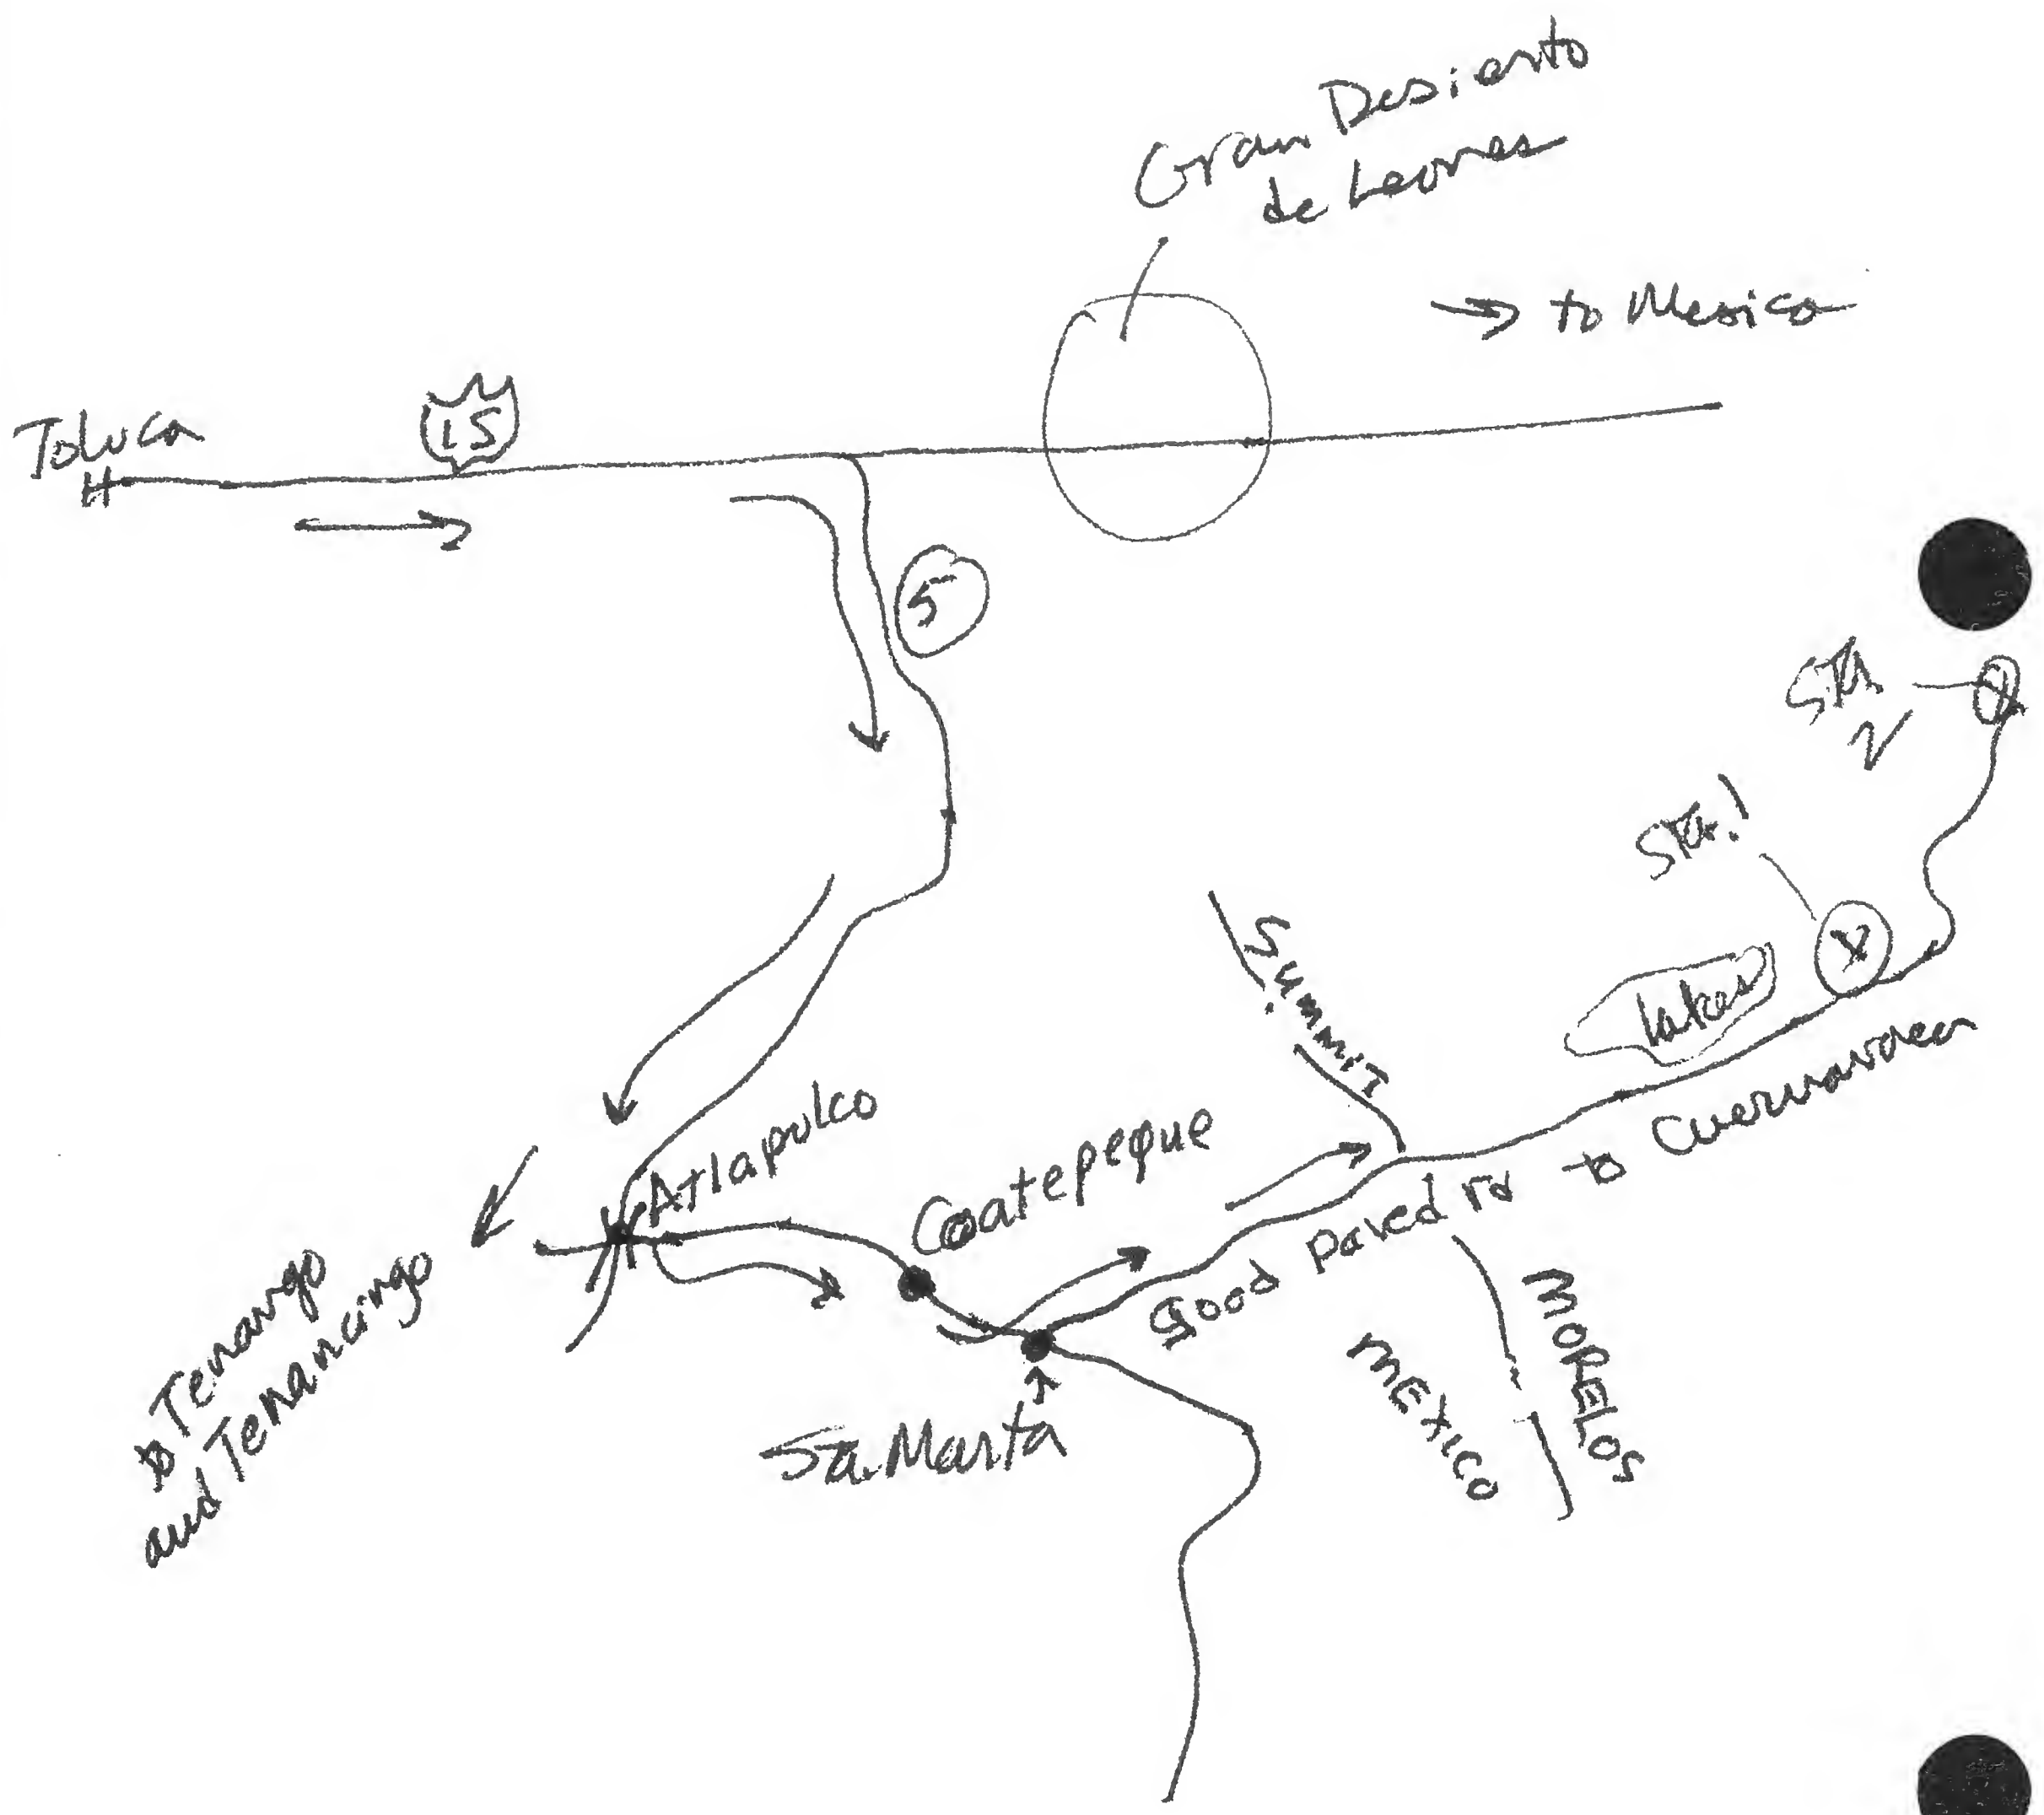 Gran Desierto
de Leones
→ to Mexico
Toluca
15
5
Sta
2
Sta. 1
lakes
Summit
Atlapulco
Coatepeque
Good paved rd to Cuernavaca
to Tenango
and Tenancingo
Sta. Marta
MEXICO
MORELOS